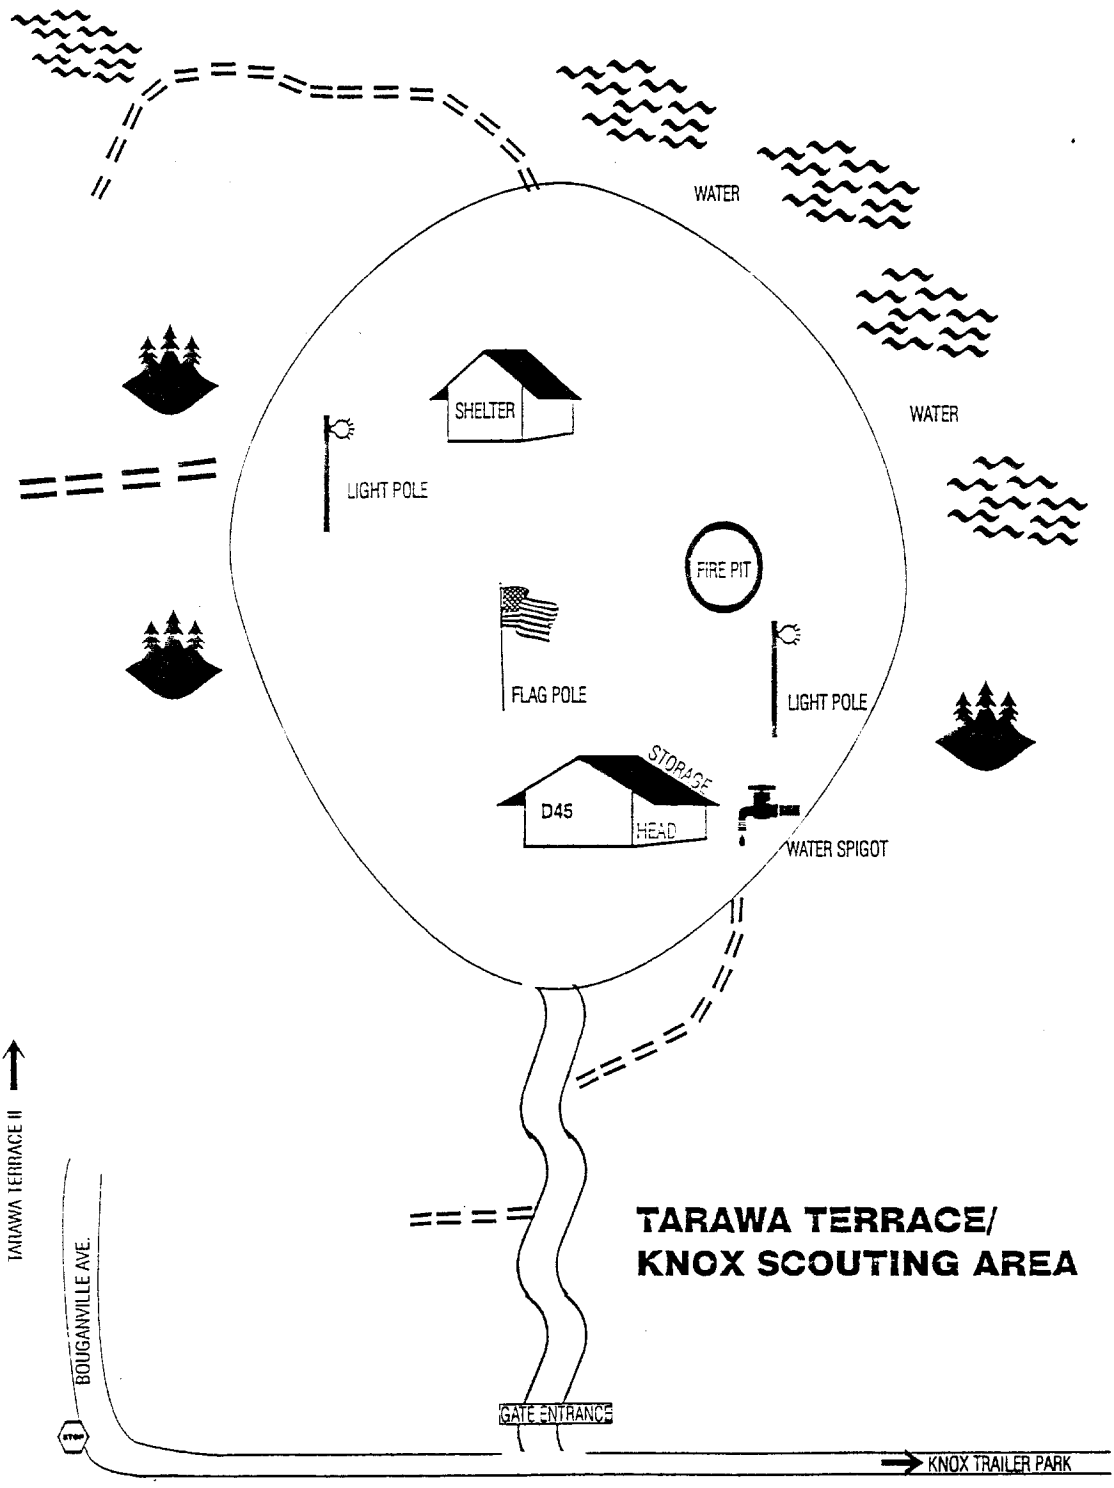 WATER
WATER
SHELTER
LIGHT POLE
FIRE PIT
FLAG POLE
LIGHT POLE
STORAGE
D45
HEAD
WATER SPIGOT
TARAWA TERRACE II
BOUGANVILLE AVE.
TARAWA TERRACE/
KNOX SCOUTING AREA
GATE ENTRANCE
STOP
KNOX TRAILER PARK